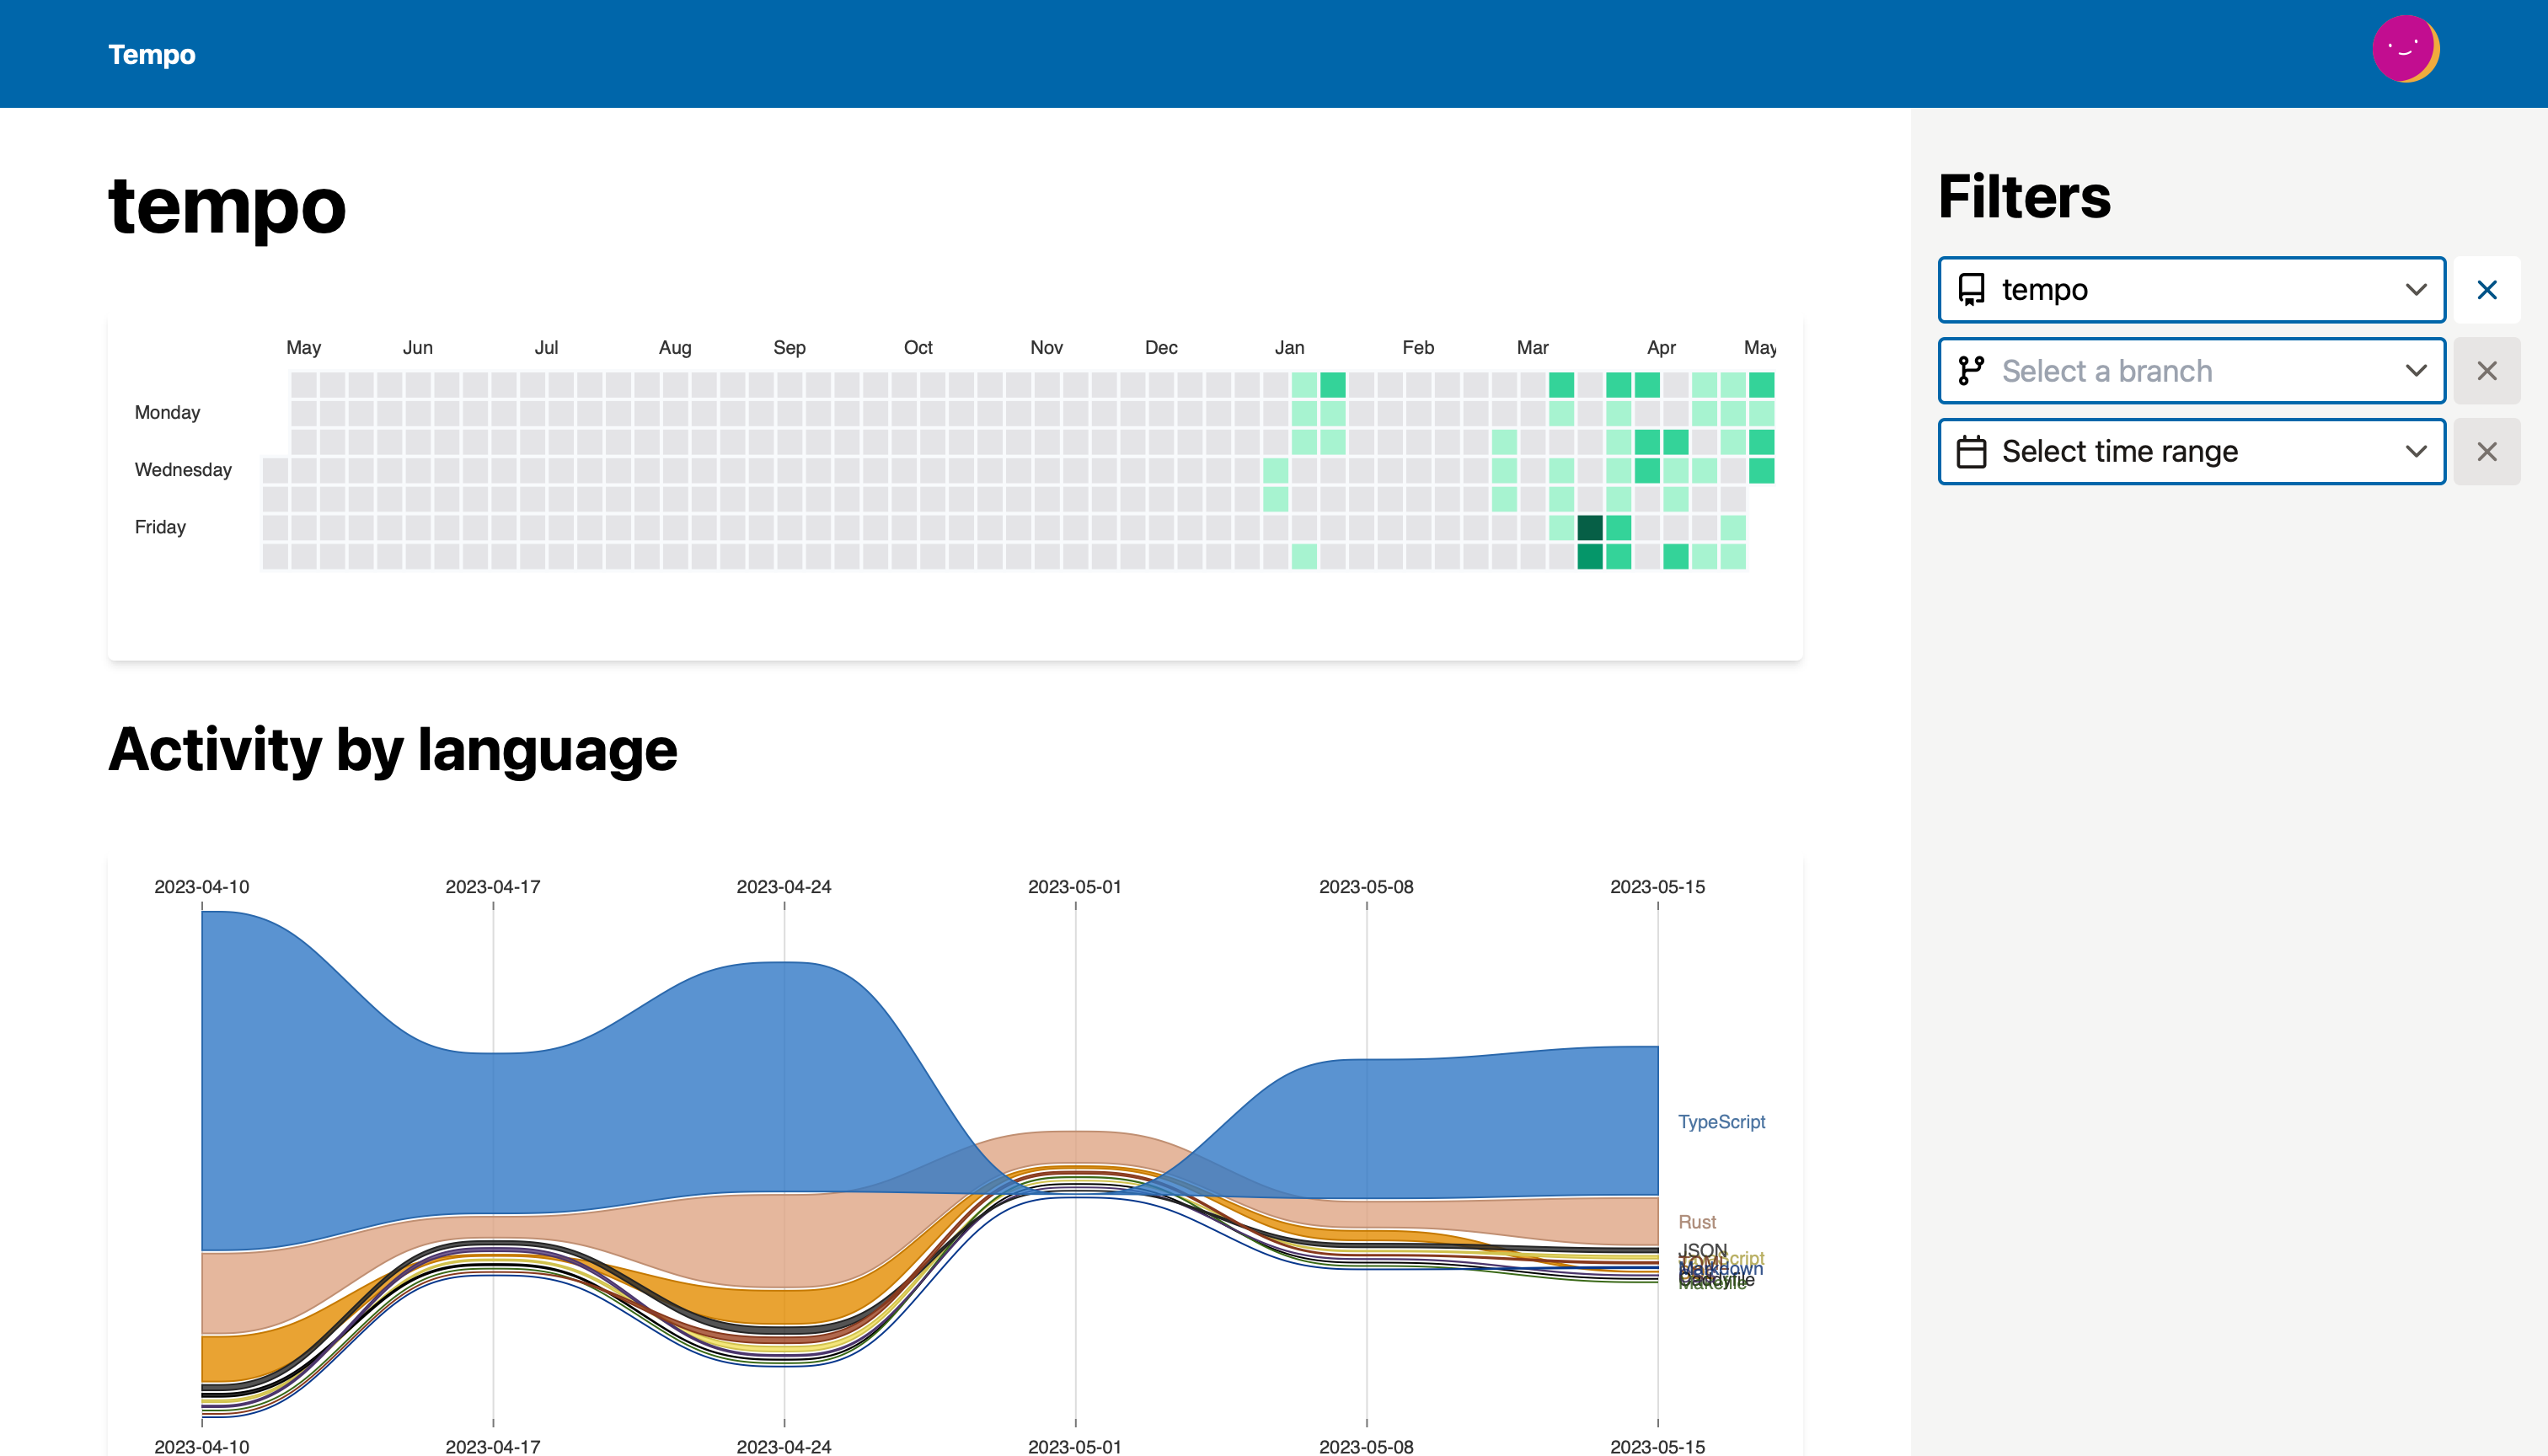 Tempo
tempo
May Jun Jul Aug Sep Oct Nov Dec Jan Feb Mar Apr May
Monday
Wednesday
Friday
Activity by language
2023-04-10 2023-04-17 2023-04-24 2023-05-01 2023-05-08 2023-05-15
TypeScript
Rust
JSON
Makefile
2023-04-10 2023-04-17 2023-04-24 2023-05-01 2023-05-08 2023-05-15
Filters
tempo
Select a branch
Select time range